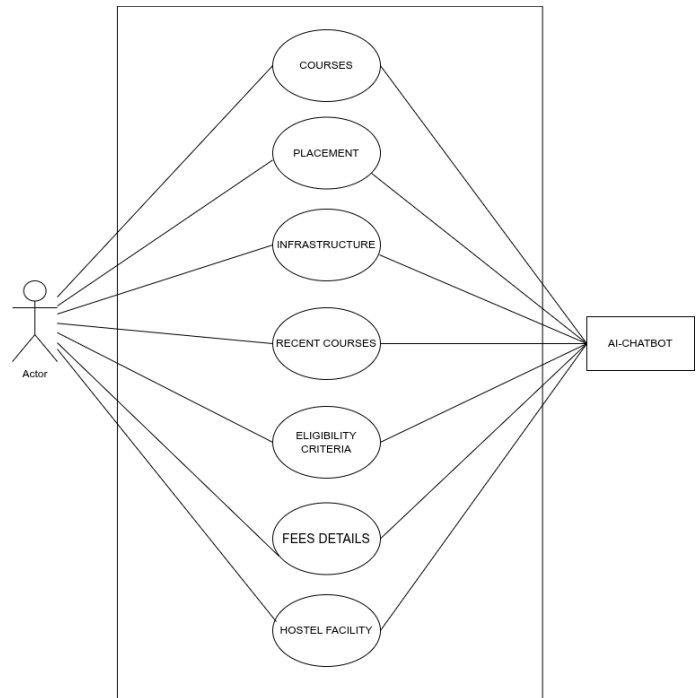 COURSES
PLACEMENT
INFRASTRUCTURE
RECENT COURSES
AI-CHATBOT
Actor
ELIGIBILITY
CRITERIA
FEES DETAILS
HOSTEL FACILITY